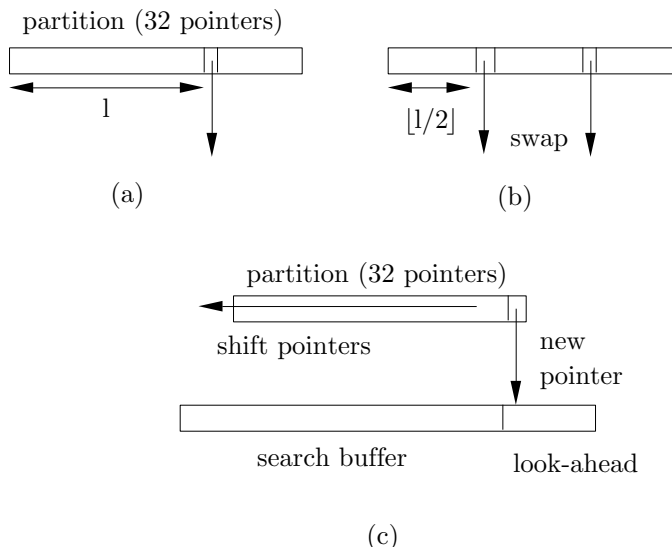 partition (32 pointers)
l
⌊l/2⌋
swap
(a)
(b)
partition (32 pointers)
shift pointers
new
pointer
search buffer
look-ahead
(c)